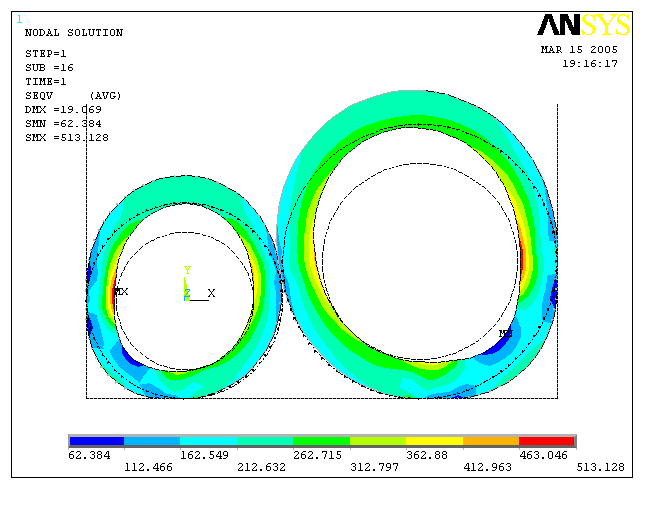 1
ANSYS
NODAL SOLUTION
MAR 15 2005
19:16:17
STEP=1
SUB =16
TIME=1
SEQV (AVG)
DMX =19.069
SMN =62.384
SMX =513.128
Y
Z X
MX
MN
62.384 162.549 262.715 362.88 463.046
112.466 212.632 312.797 412.963 513.128